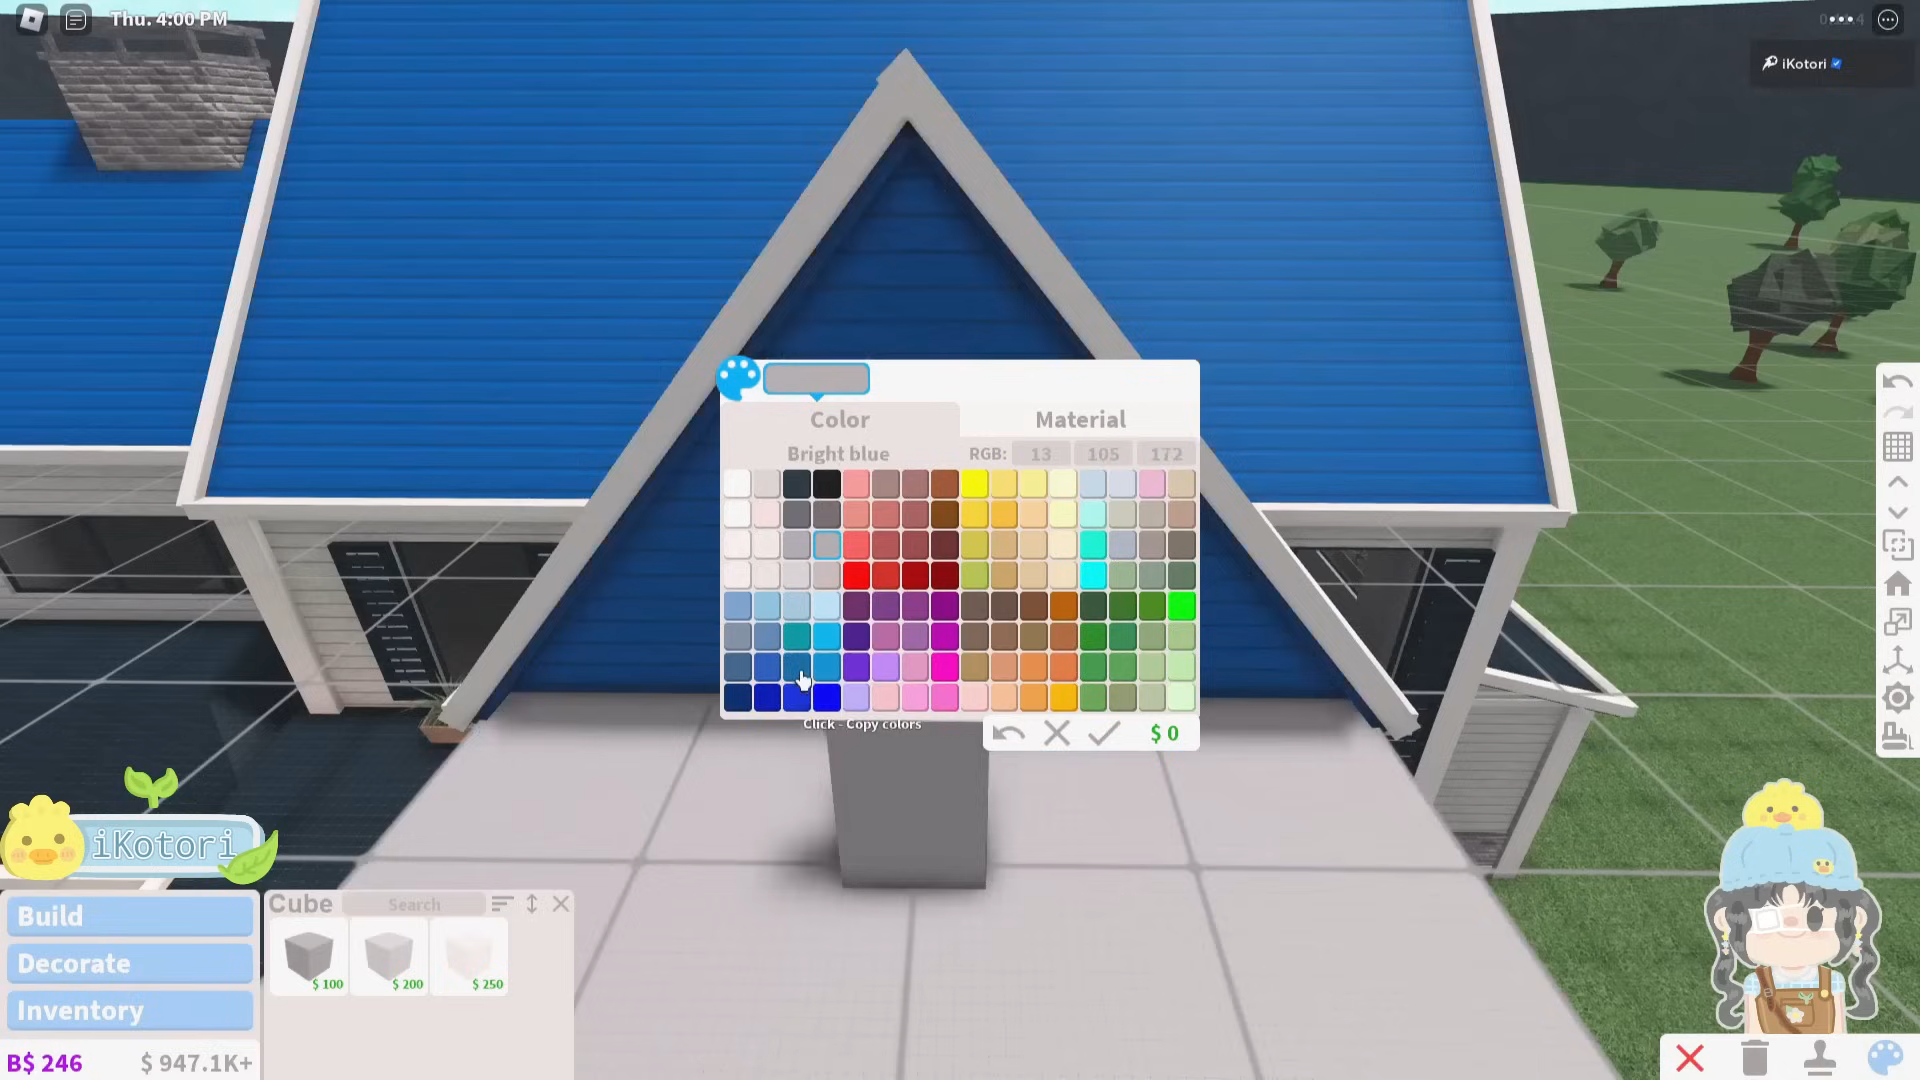 Thu. 4:00 PM
iKotori
Color
Material
Bright blue
RGB: 13 105 172
Click - Copy colors
$ 0
iKotori
Build
Decorate
Inventory
B$ 246
$ 947.1K+
Cube
Search
$ 100
$ 200
$ 250